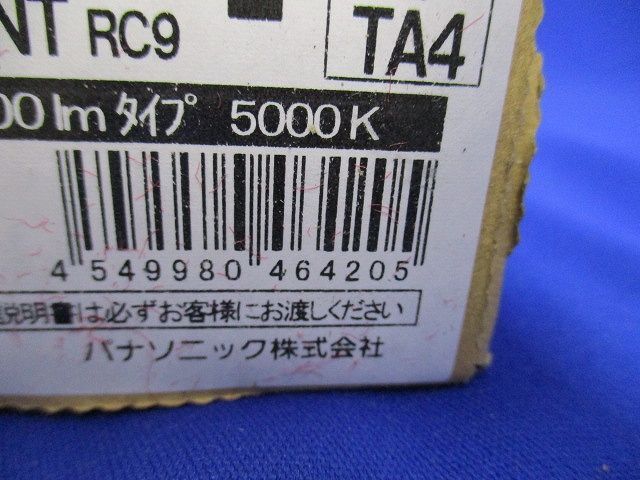 NT RC9
TA4
00 lm タイプ 5000K
4 549980 464205
説明書は必ずお客様にお渡しください
パナソニック株式会社